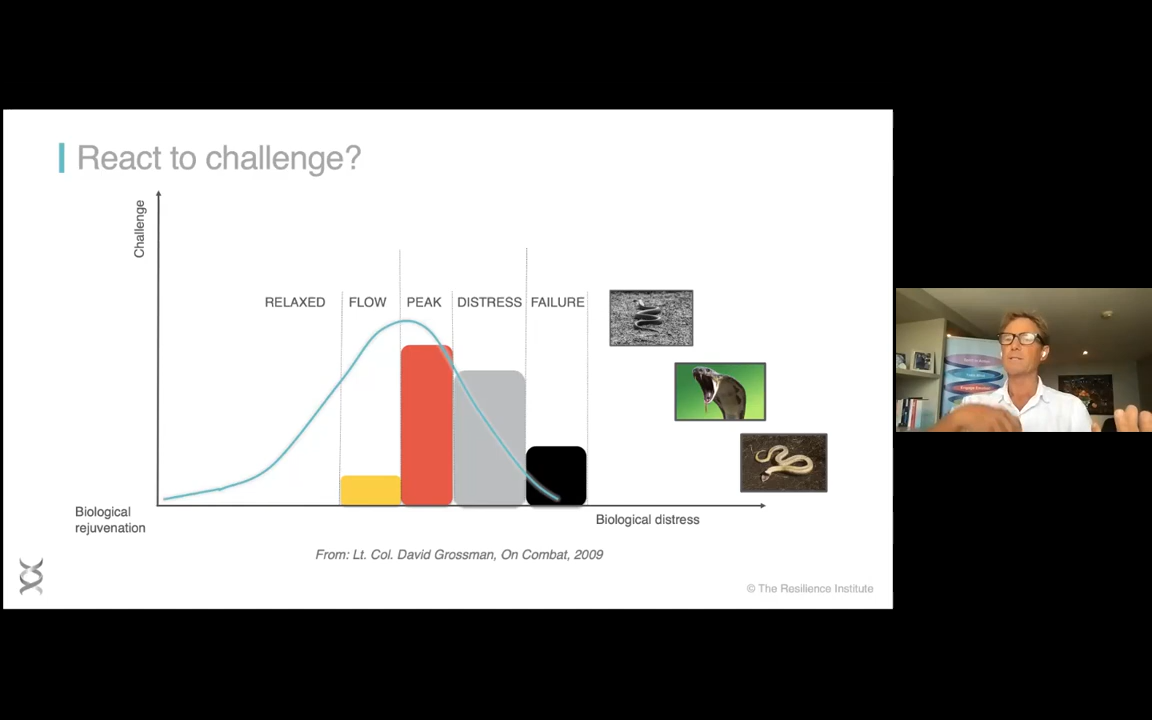 React to challenge?
Challenge
RELAXED
FLOW
PEAK
DISTRESS
FAILURE
Biological
rejuvenation
Biological distress
From: Lt. Col. David Grossman, On Combat, 2009
© The Resilience Institute